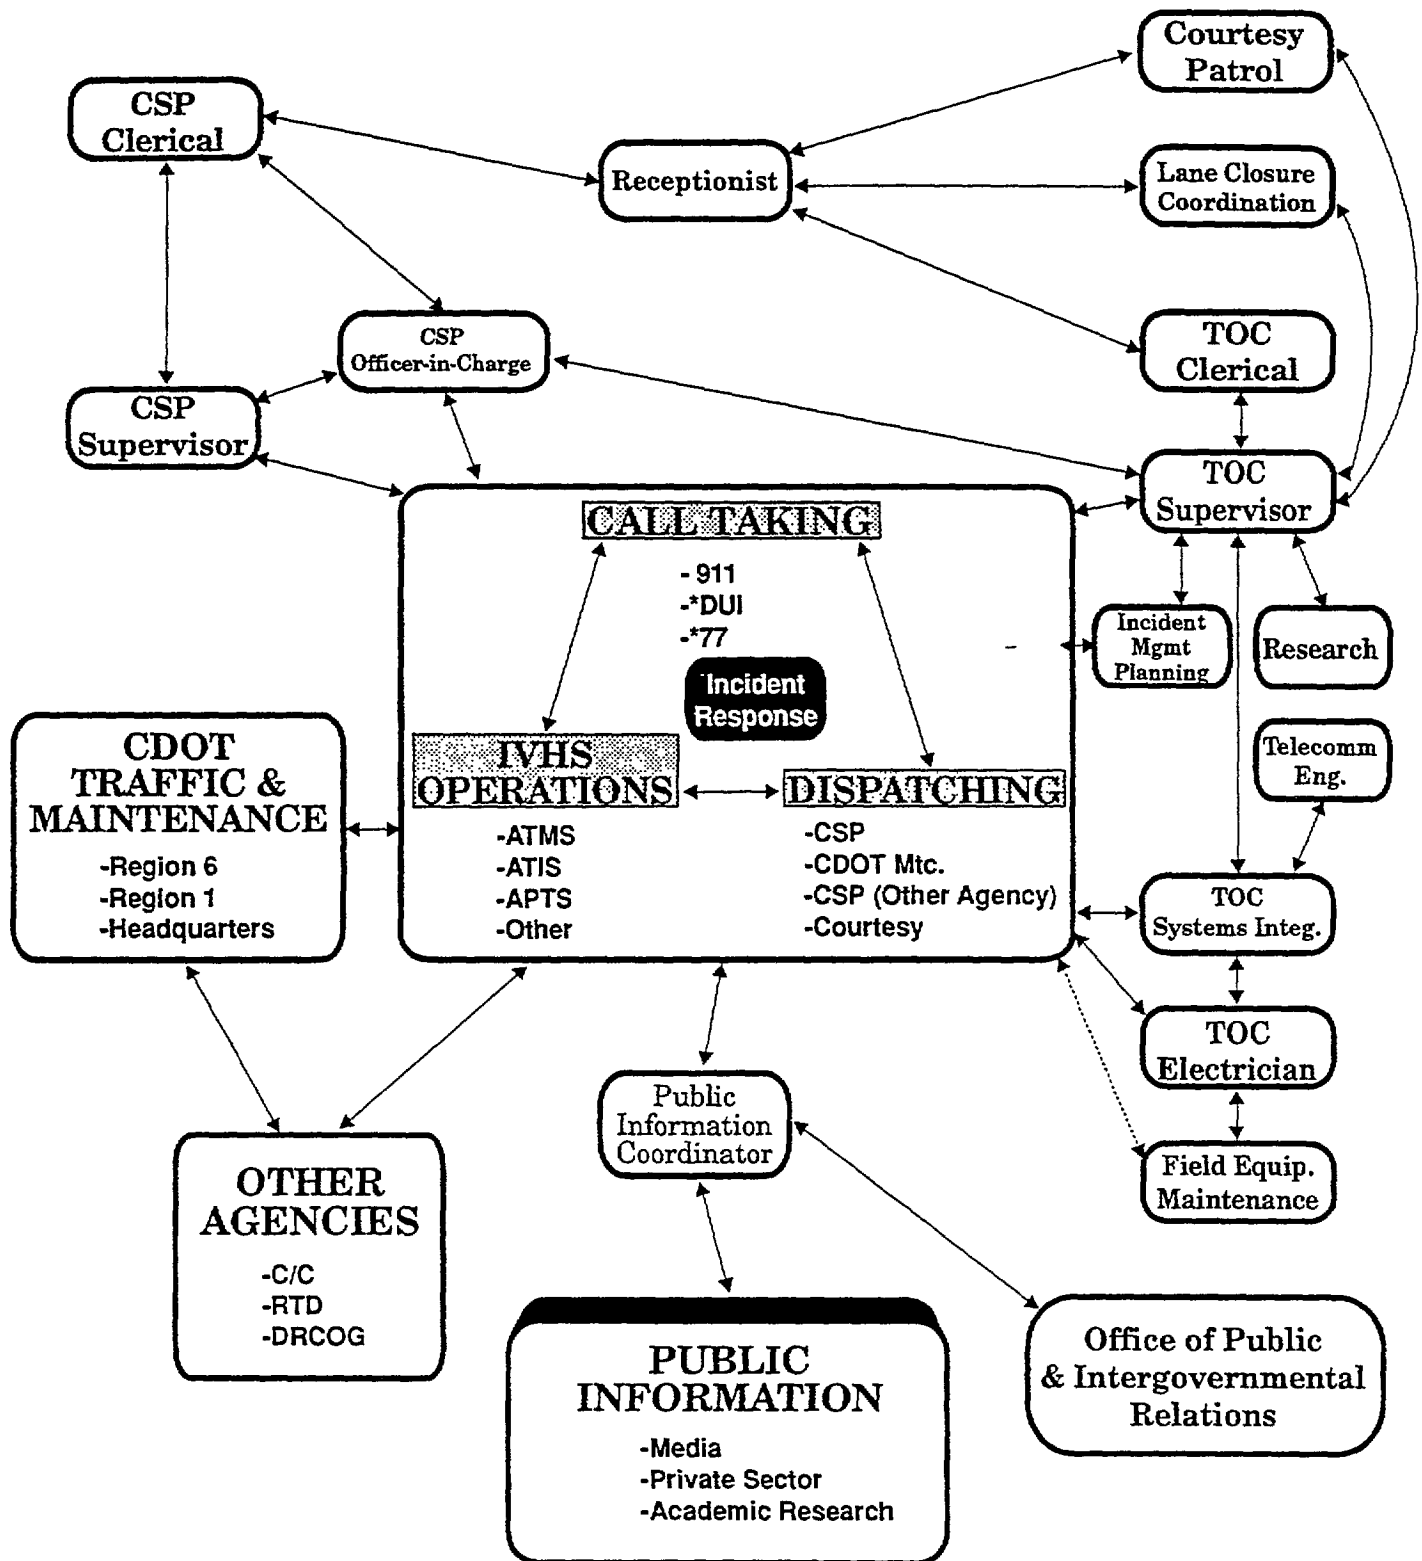 Courtesy
Patrol
CSP
Clerical
Receptionist
Lane Closure
Coordination
CSP
Officer-in-Charge
TOC
Clerical
CSP
Supervisor
TOC
Supervisor
CALL TAKING
- 911
-*DUI
-*77
Incident
Response
Incident
Mgmt
Planning
Research
CDOT
TRAFFIC &
MAINTENANCE
-Region 6
-Region 1
-Headquarters
IVHS
OPERATIONS
-ATMS
-ATIS
-APTS
-Other
DISPATCHING
-CSP
-CDOT Mtc.
-CSP (Other Agency)
-Courtesy
Telecomm
Eng.
TOC
Systems Integ.
TOC
Electrician
Field Equip.
Maintenance
Public
Information
Coordinator
OTHER
AGENCIES
-C/C
-RTD
-DRCOG
PUBLIC
INFORMATION
-Media
-Private Sector
-Academic Research
Office of Public
& Intergovernmental
Relations